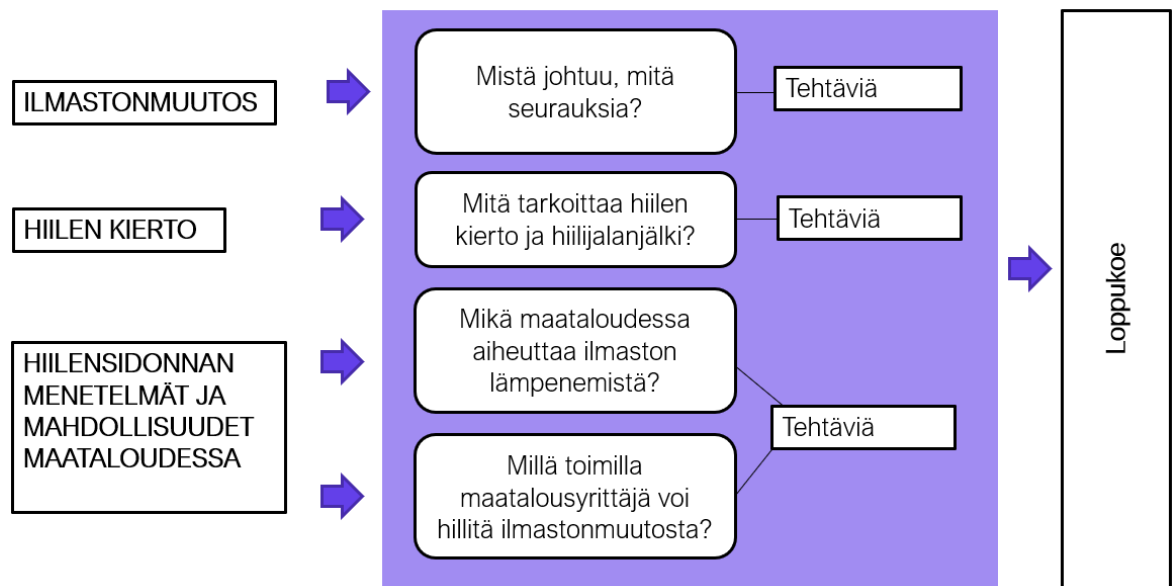 ILMASTONMUUTOS
Mistä johtuu, mitä
seurauksia?
Tehtäviä
HIILEN KIERTO
Mitä tarkoittaa hiilen
kierto ja hiilijalanjälki?
Tehtäviä
HIILENSIDONNAN
MENETELMÄT JA
MAHDOLLISUUDET
MAATALOUDESSA
Mikä maataloudessa
aiheuttaa ilmaston
lämpenemistä?
Millä toimilla
maatalousyrittäjä voi
hillitä ilmastonmuutosta?
Tehtäviä
Loppukoe